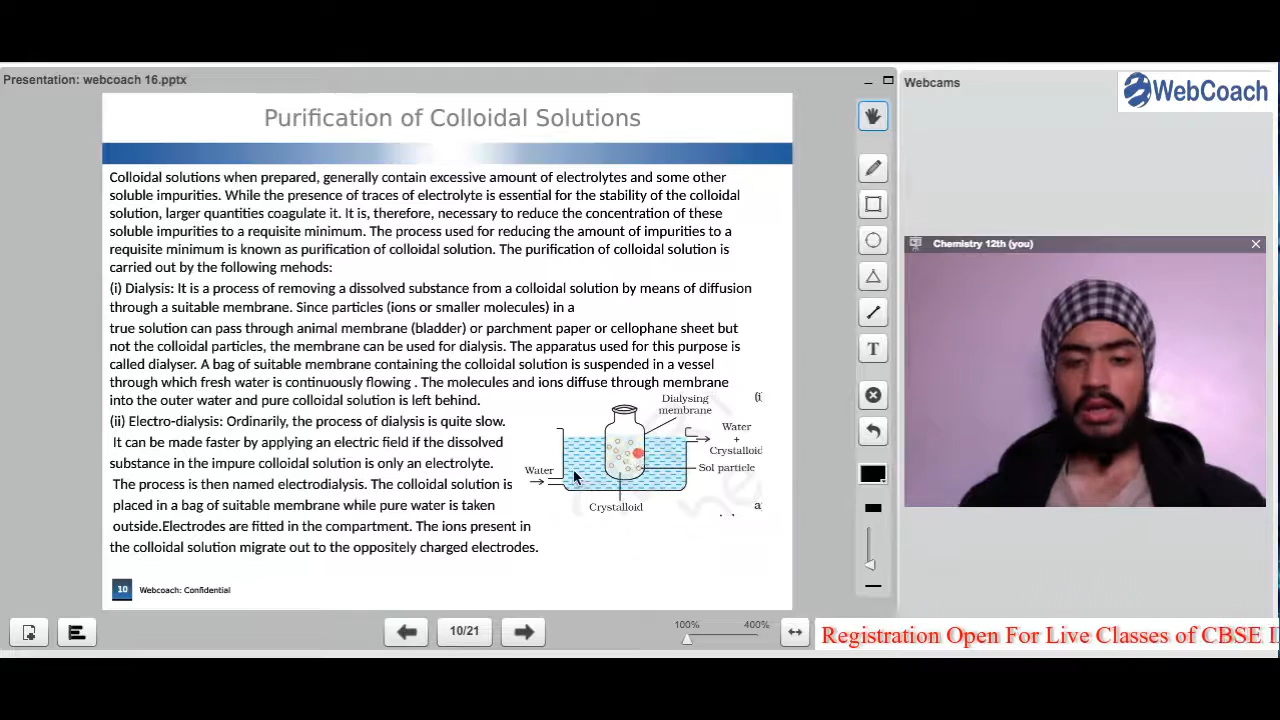 Presentation: webcoach 16.pptx
Webcams
WebCoach
Purification of Colloidal Solutions
Colloidal solutions when prepared, generally contain excessive amount of electrolytes and some other
soluble impurities. While the presence of traces of electrolyte is essential for the stability of the colloidal
solution, larger quantities coagulate it. It is, therefore, necessary to reduce the concentration of these
soluble impurities to a requisite minimum. The process used for reducing the amount of impurities to a
requisite minimum is known as purification of colloidal solution. The purification of colloidal solution is
carried out by the following mehods:
(i) Dialysis: It is a process of removing a dissolved substance from a colloidal solution by means of diffusion
through a suitable membrane. Since particles (ions or smaller molecules) in a
true solution can pass through animal membrane (bladder) or parchment paper or cellophane sheet but
not the colloidal particles, the membrane can be used for dialysis. The apparatus used for this purpose is
called dialyser. A bag of suitable membrane containing the colloidal solution is suspended in a vessel
through which fresh water is continuously flowing . The molecules and ions diffuse through membrane
into the outer water and pure colloidal solution is left behind.
(ii) Electro-dialysis: Ordinarily, the process of dialysis is quite slow.
It can be made faster by applying an electric field if the dissolved
substance in the impure colloidal solution is only an electrolyte.
The process is then named electrodialysis. The colloidal solution is
placed in a bag of suitable membrane while pure water is taken
outside.Electrodes are fitted in the compartment. The ions present in
the colloidal solution migrate out to the oppositely charged electrodes.
Dialysing
membrane
Water
+
Crystalloid
Sol particle
Water
Crystalloid
10
Webcoach: Confidential
Chemistry 12th (you)
T
10/21
100%
400%
Registration Open For Live Classes of CBSE